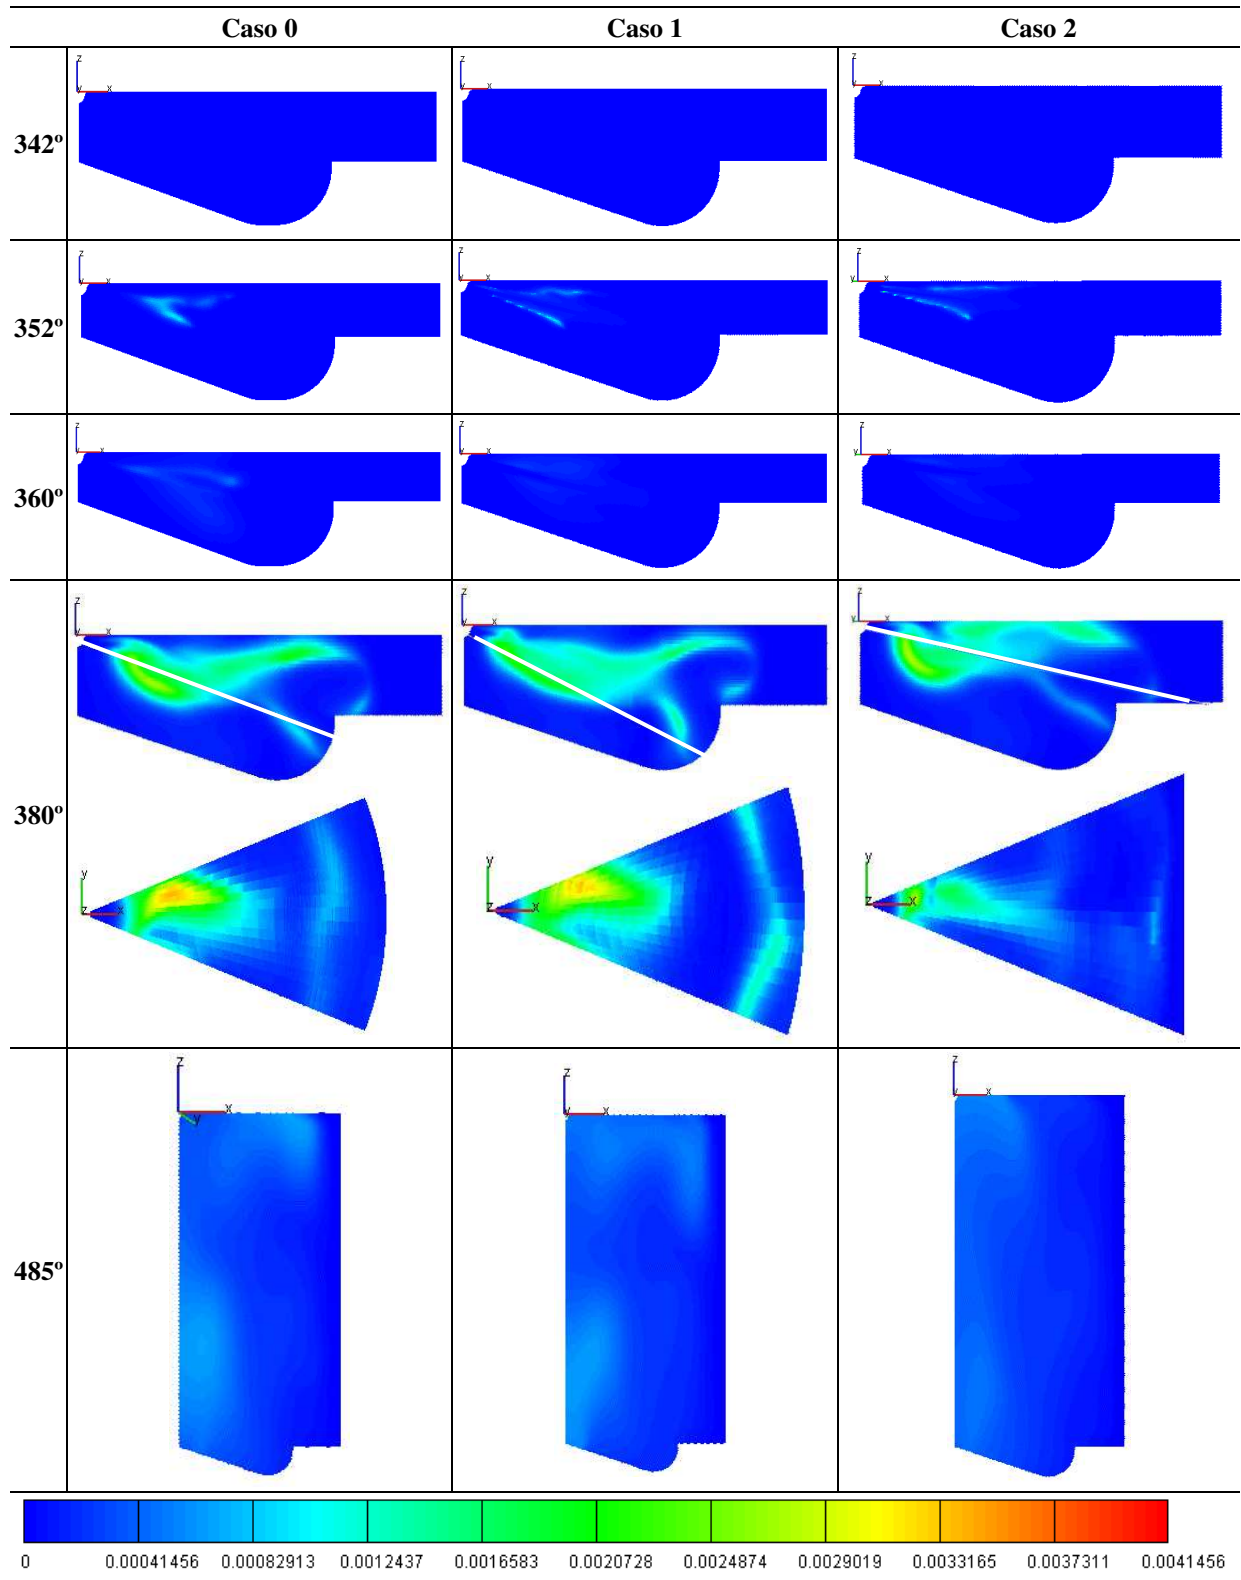 Caso 0 Caso 1 Caso 2
z z z
y x y x y x
342º
z z z
y x y x y x
352º
z z z
y x y x y x
360º
z z z
y x y x y x
380º
y y y
z x z x z x
z z z
x y x y x
y
485º
0 0.00041456 0.00082913 0.0012437 0.0016583 0.0020728 0.0024874 0.0029019 0.0033165 0.0037311 0.0041456